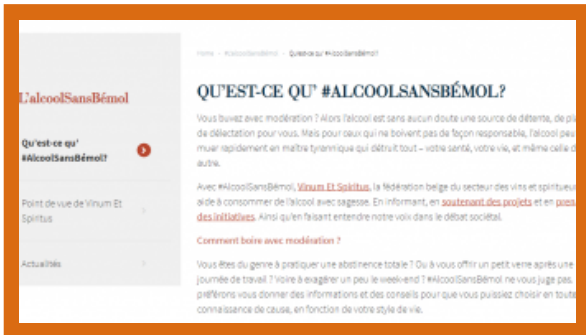 Home – #AlcoolSansBémol – Qu'est-ce qu' #AlcoolSansBémol?
L'alcoolSansBémol
Qu'est-ce qu'
#AlcoolSansBémol?
Point de vue de Vinum Et
Spiritus
Actualités
QU'EST-CE QU' #ALCOOLSANSBÉMOL?
Vous buvez avec modération ? Alors l'alcool est sans aucun doute une source de détente, de
de délectation pour vous. Mais pour ceux qui ne boivent pas de façon responsable, l'alcool
muer rapidement en maître tyrannique qui détruit tout – votre santé, votre vie, et même celle
autre.
Avec #AlcoolSansBémol, Vinum Et Spiritus, la fédération belge du secteur des vins et spiritueux
aide à consommer de l'alcool avec sagesse. En informant, en soutenant des projets et en
des initiatives. Ainsi qu'en faisant entendre notre voix dans le débat sociétal.
Comment boire avec modération ?
Vous êtes du genre à pratiquer une abstinence totale ? Ou à vous offrir un petit verre après une
journée de travail ? Voire à exagérer un peu le week-end ? #AlcoolSansBémol ne vous juge pas.
préférons vous donner des informations et des conseils pour que vous puissiez choisir en toute
connaissance de cause, en fonction de votre style de vie.